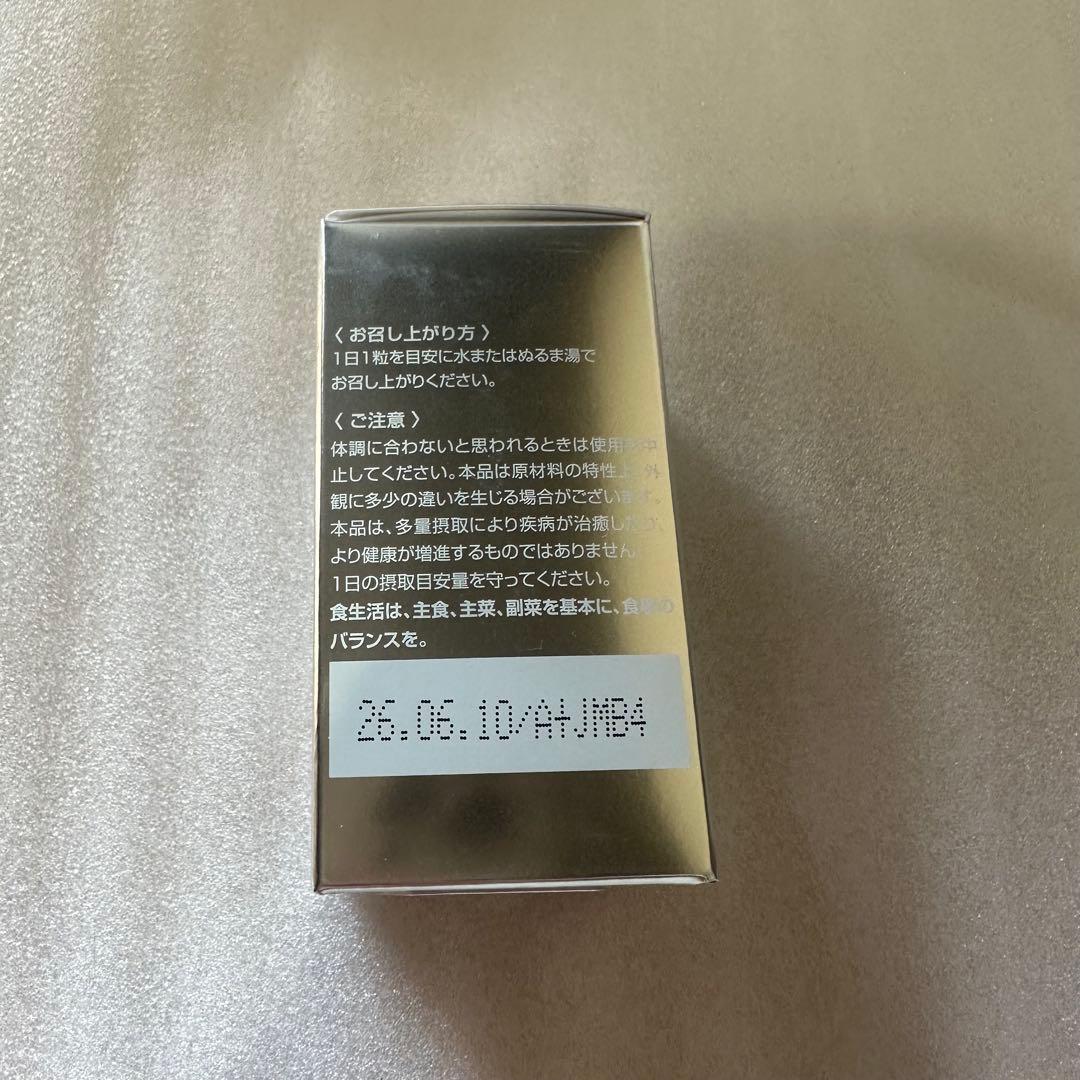 〈 お召し上がり方 〉
1日1粒を目安に水またはぬるま湯で
お召し上がりください。
〈 ご注意 〉
体調に合わないと思われるときは使用を中
止してください。本品は原材料の特性上、外
観に多少の違いを生じる場合がございます。
本品は、多量摂取により疾病が治癒したり、
より健康が増進するものではありません。
1日の摂取目安量を守ってください。
食生活は、主食、主菜、副菜を基本に、食事の
バランスを。
26.06.10/A+JMB4